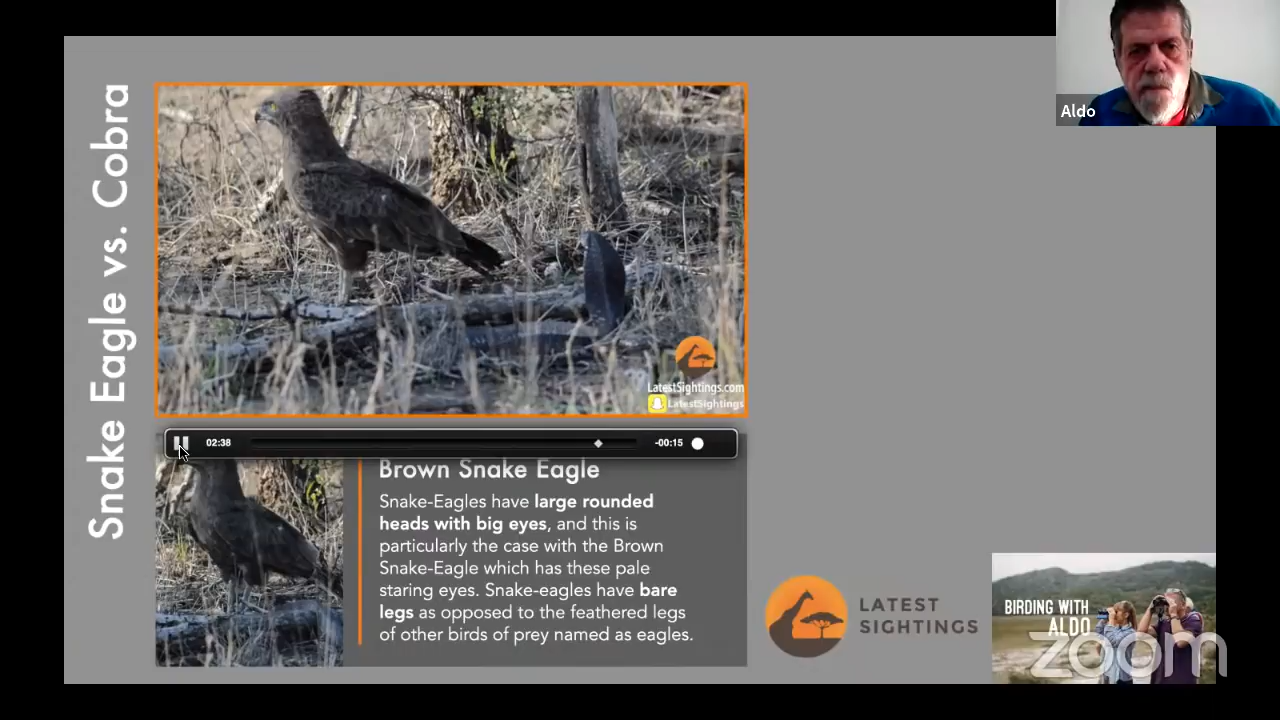 Snake Eagle vs. Cobra
Aldo
LatestSightings.com
LatestSightings
02:38
-00:15
Brown Snake Eagle
Snake-Eagles have large rounded
heads with big eyes, and this is
particularly the case with the Brown
Snake-Eagle which has these pale
staring eyes. Snake-eagles have bare
legs as opposed to the feathered legs
of other birds of prey named as eagles.
LATEST
SIGHTINGS
BIRDING WITH
ALDO
zoom